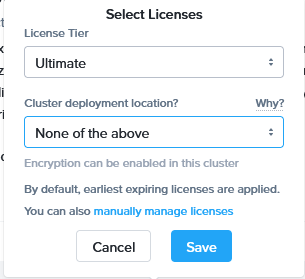 Select Licenses
License Tier
Ultimate
Cluster deployment location? Why?
None of the above
Encryption can be enabled in this cluster
By default, earliest expiring licenses are applied.
You can also manually manage licenses
Cancel Save